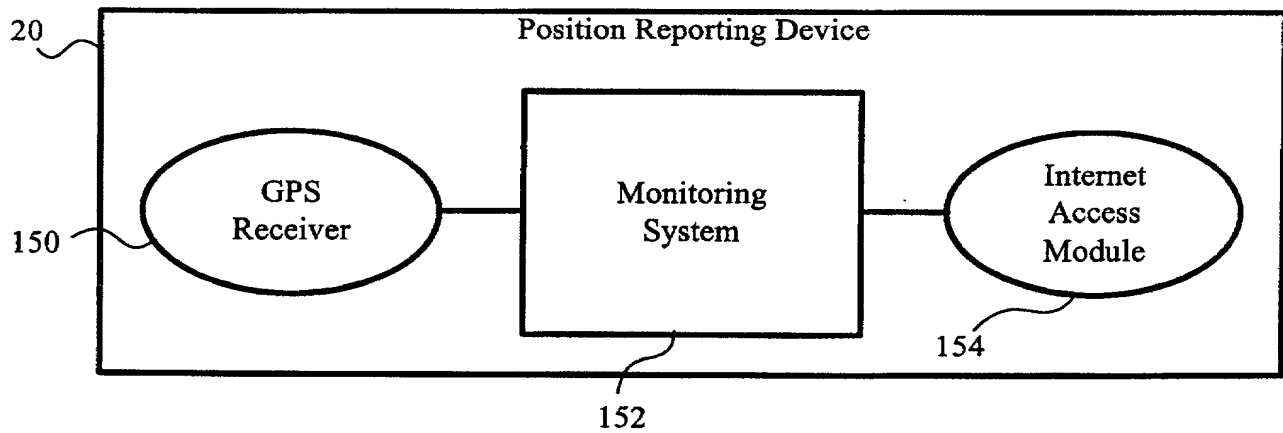 20
Position Reporting Device
GPS
Receiver
150
Monitoring
System
152
Internet
Access
Module
154